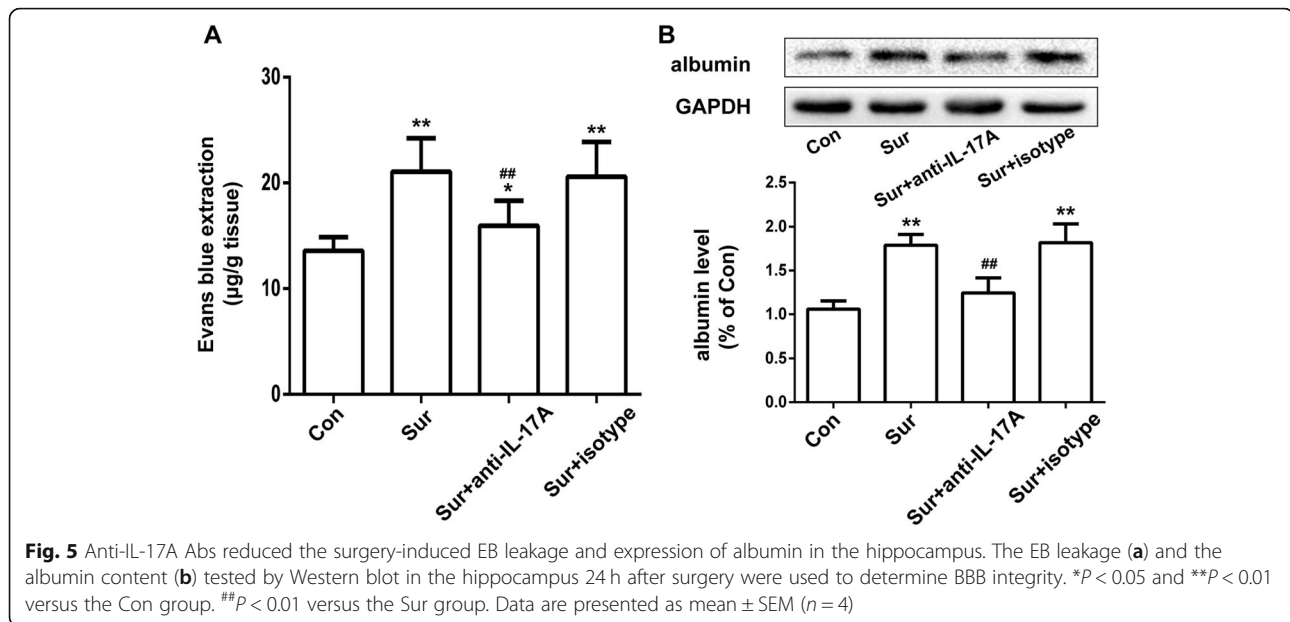 A
Evans blue extraction
(µg/g tissue)
30
20
10
0
**
##
*
**
Con
Sur
Sur+anti-IL-17A
Sur+isotype
B
albumin
GAPDH
Con
Sur
Sur+anti-IL-17A
Sur+isotype
albumin level
(% of Con)
2.5
2.0
1.5
1.0
0.5
0.0
**
##
**
Con
Sur
Sur+anti-IL-17A
Sur+isotype
Fig. 5 Anti-IL-17A Abs reduced the surgery-induced EB leakage and expression of albumin in the hippocampus. The EB leakage (a) and the
albumin content (b) tested by Western blot in the hippocampus 24 h after surgery were used to determine BBB integrity. *P < 0.05 and **P < 0.01
versus the Con group. ##P < 0.01 versus the Sur group. Data are presented as mean ± SEM (n = 4)